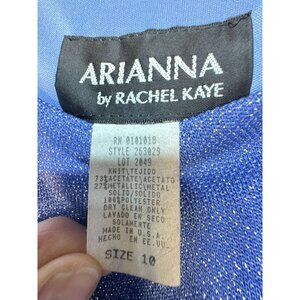 ARIANNA
by RACHEL KAYE
RN 0101018
STYLE 263029
LOT 2049
KNIT\TEJIDO
73%ACETATE\ACETATO
27%METALLIC\METAL
SOLID/SOLIDO
100%POLYESTER
DRY CLEAN ONLY
LAVADO EN SECO
SOLAMENTE
MADE IN U.S.A.
HECHO EN EE.UU.
SIZE 10